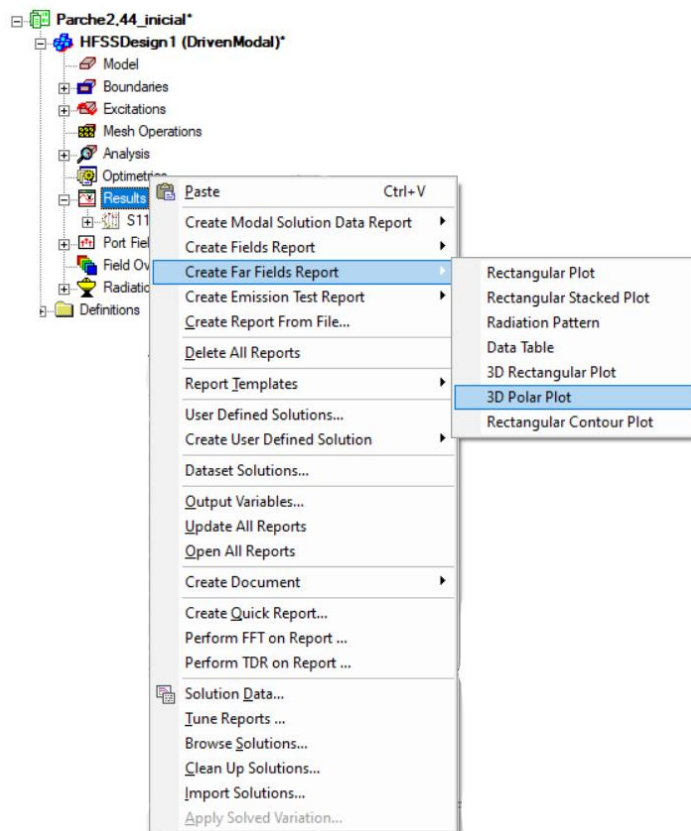 Parche2,44_inicial*
HFSSDesign1 (DrivenModal)*
Model
Boundaries
Excitations
Mesh Operations
Analysis
Optimetrics
Results
S11
Port Fiel
Field Ov
Radiatio
Definitions
Paste Ctrl+V
Create Modal Solution Data Report
Create Fields Report
Create Far Fields Report
Create Emission Test Report
Create Report From File...
Delete All Reports
Report Templates
User Defined Solutions...
Create User Defined Solution
Dataset Solutions...
Output Variables...
Update All Reports
Open All Reports
Create Document
Create Quick Report...
Perform FFT on Report ...
Perform TDR on Report ...
Solution Data...
Tune Reports ...
Browse Solutions...
Clean Up Solutions...
Import Solutions...
Apply Solved Variation...
Rectangular Plot
Rectangular Stacked Plot
Radiation Pattern
Data Table
3D Rectangular Plot
3D Polar Plot
Rectangular Contour Plot